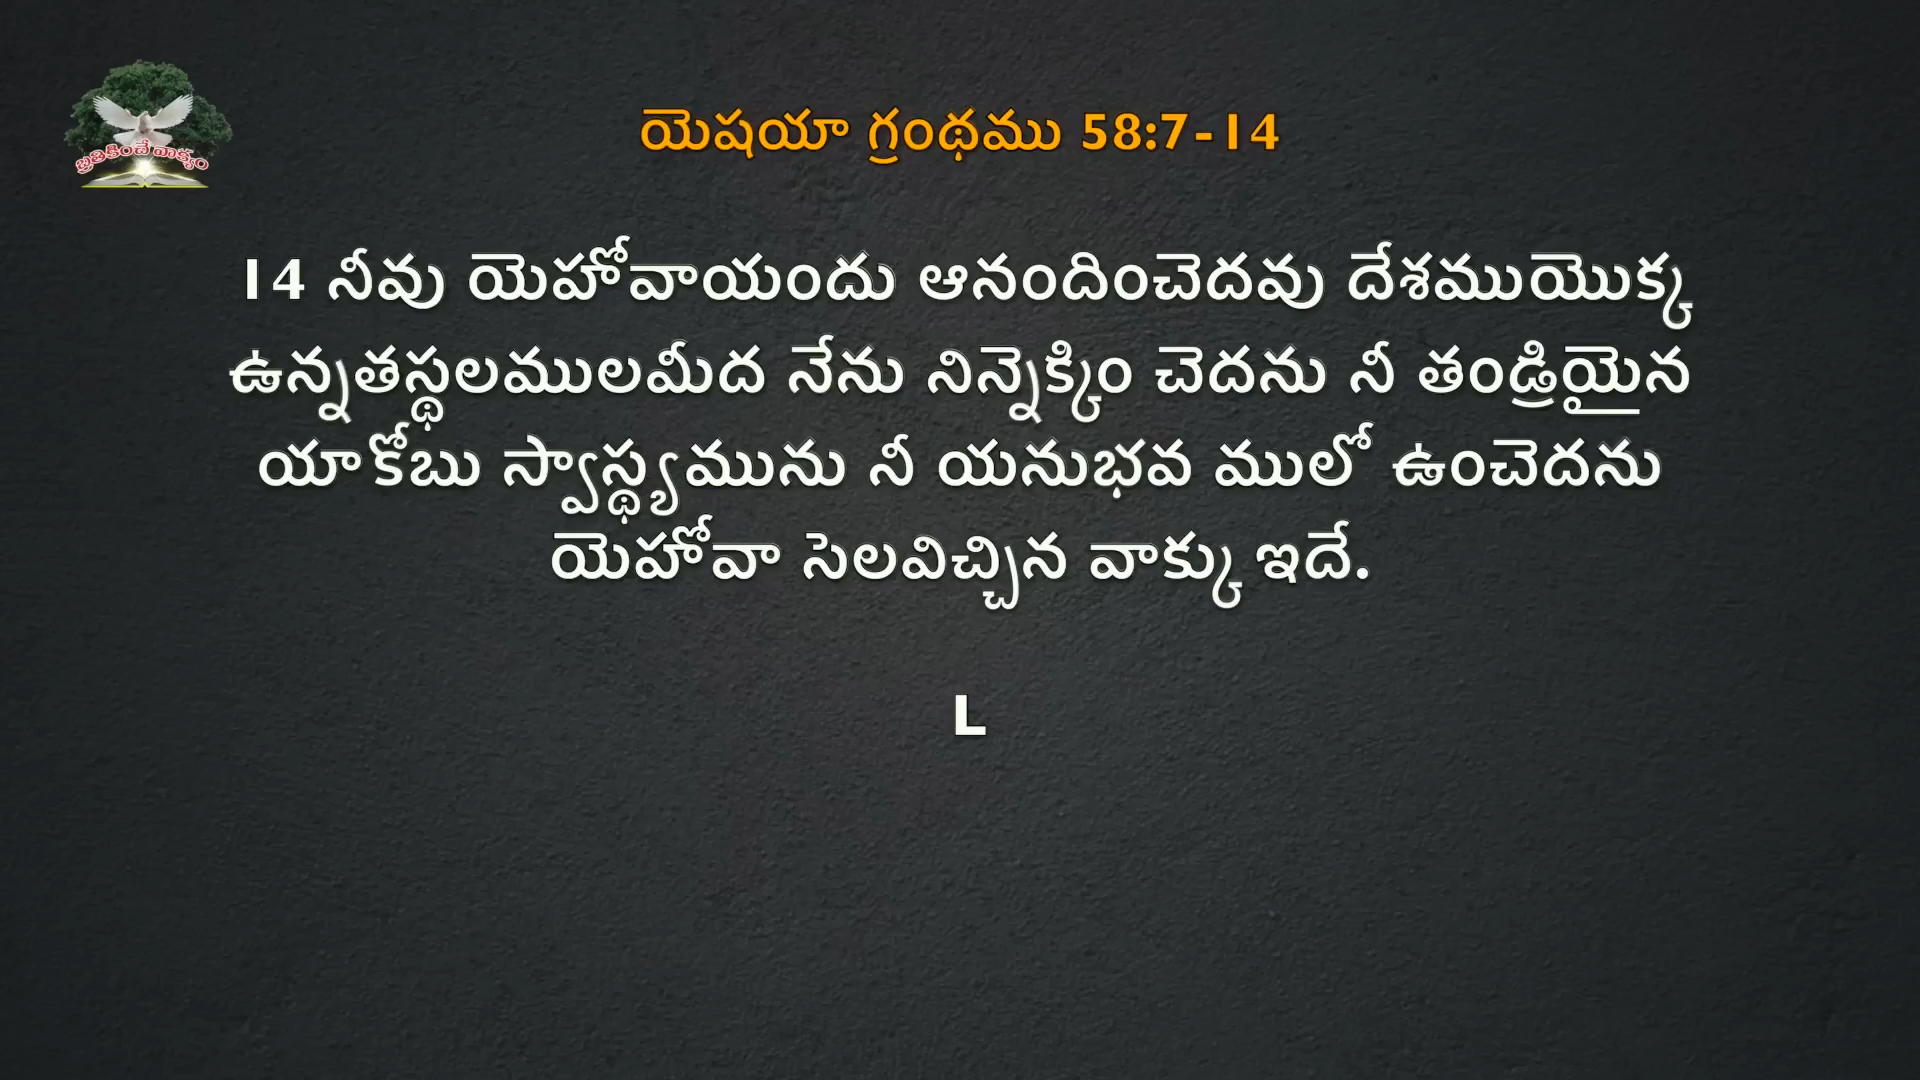 బ్రతికించే వాక్యం
యెషయా గ్రంథము 58:7-14
14 నీవు యెహోవాయందు ఆనందించెదవు దేశముయొక్క
ఉన్నతస్థలములమీద నేను నిన్నెక్కిం చెదను నీ తండ్రియైన
యాకోబు స్వాస్థ్యమును నీ యనుభవ ములో ఉంచెదను
యెహోవా సెలవిచ్చిన వాక్కు ఇదే.
L